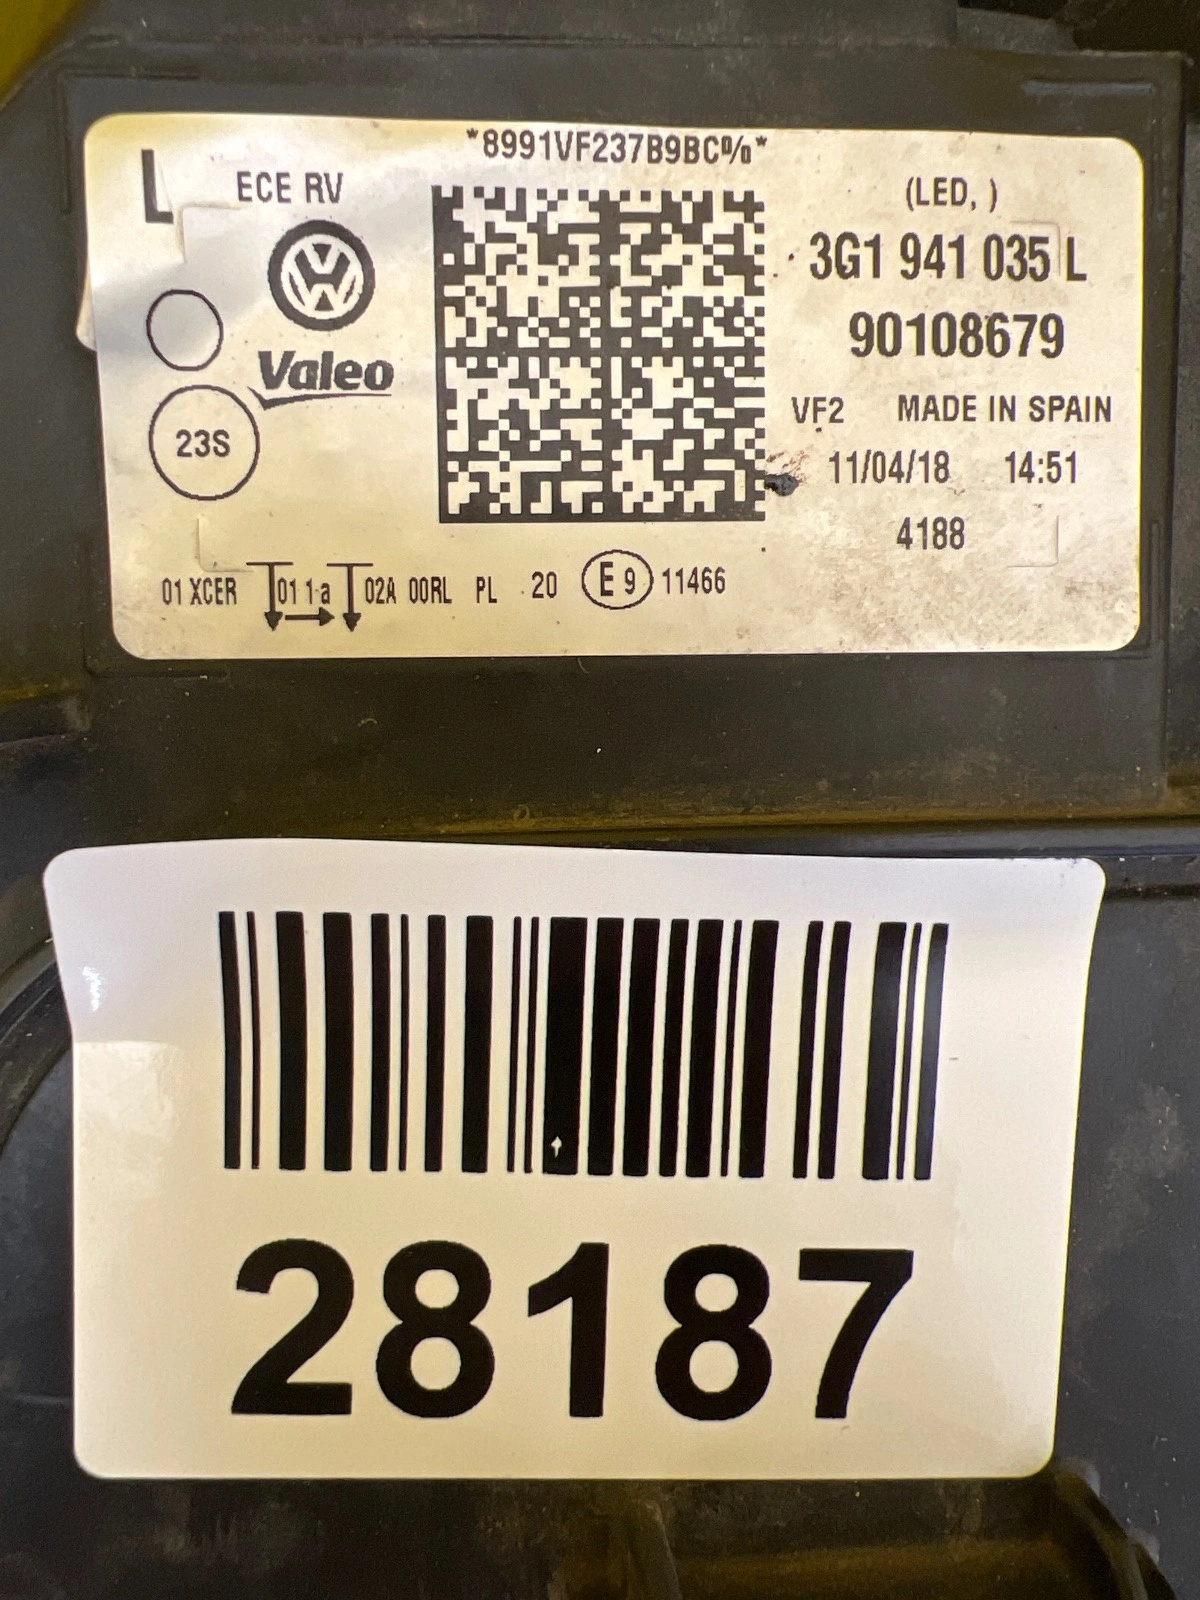 *8991VF237B9BC%*
L
ECE RV
(LED, )
3G1 941 035 L
Valeo
90108679
VF2 MADE IN SPAIN
23S
11/04/18 14:51
4188
01 XCER 01 1a 02A 00RL PL 20 E 9 11466
28187